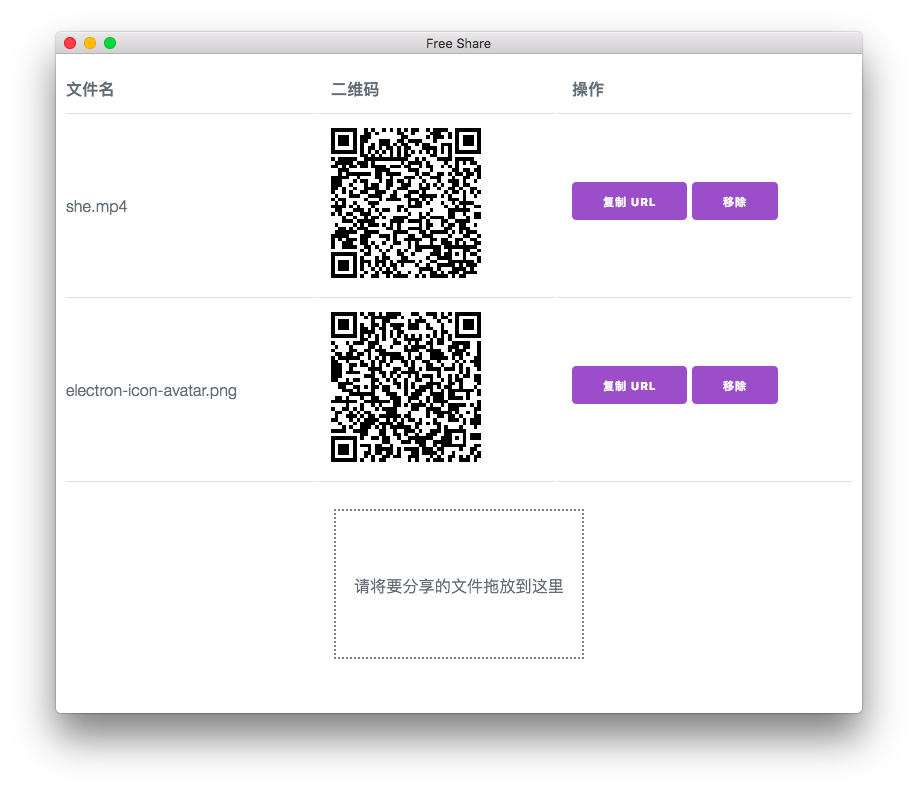 Free Share
文件名 二维码 操作
she.mp4 复制 URL 移除
electron-icon-avatar.png 复制 URL 移除
请将要分享的文件拖放到这里